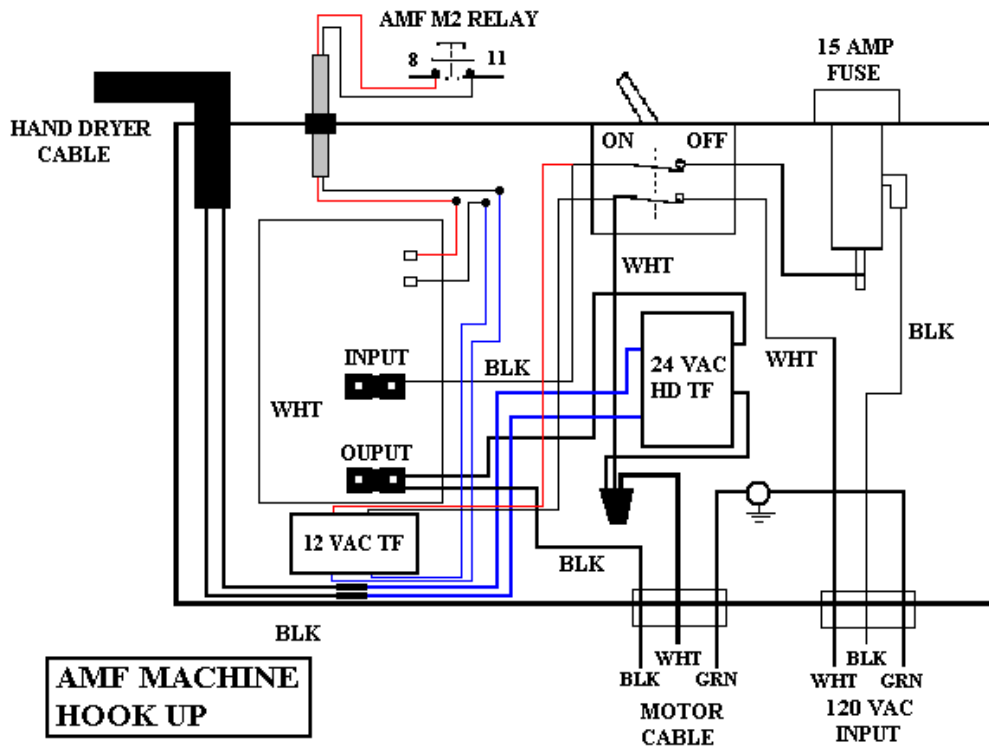 AMF M2 RELAY
8
11
15 AMP
FUSE
HAND DRYER
CABLE
ON
OFF
WHT
BLK
INPUT
BLK
24 VAC
HD TF
WHT
WHT
OUPUT
12 VAC TF
BLK
BLK
WHT
BLK
GRN
BLK
WHT
GRN
MOTOR
CABLE
120 VAC
INPUT
AMF MACHINE
HOOK UP